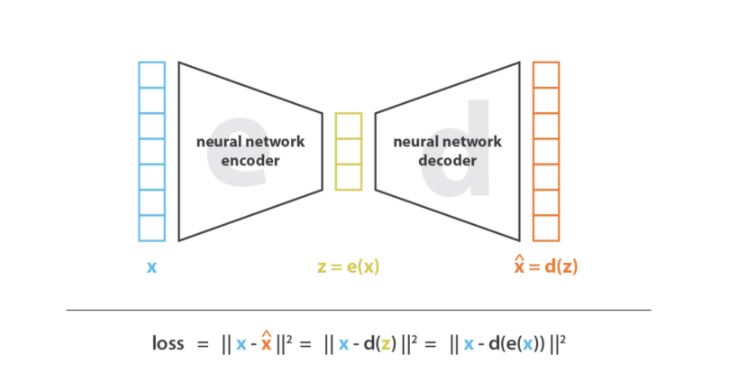 e
neural network
encoder
d
neural network
decoder
x
z = e(x)
x̂ = d(z)
loss = || x - x̂ ||² = || x - d(z) ||² = || x - d(e(x)) ||²